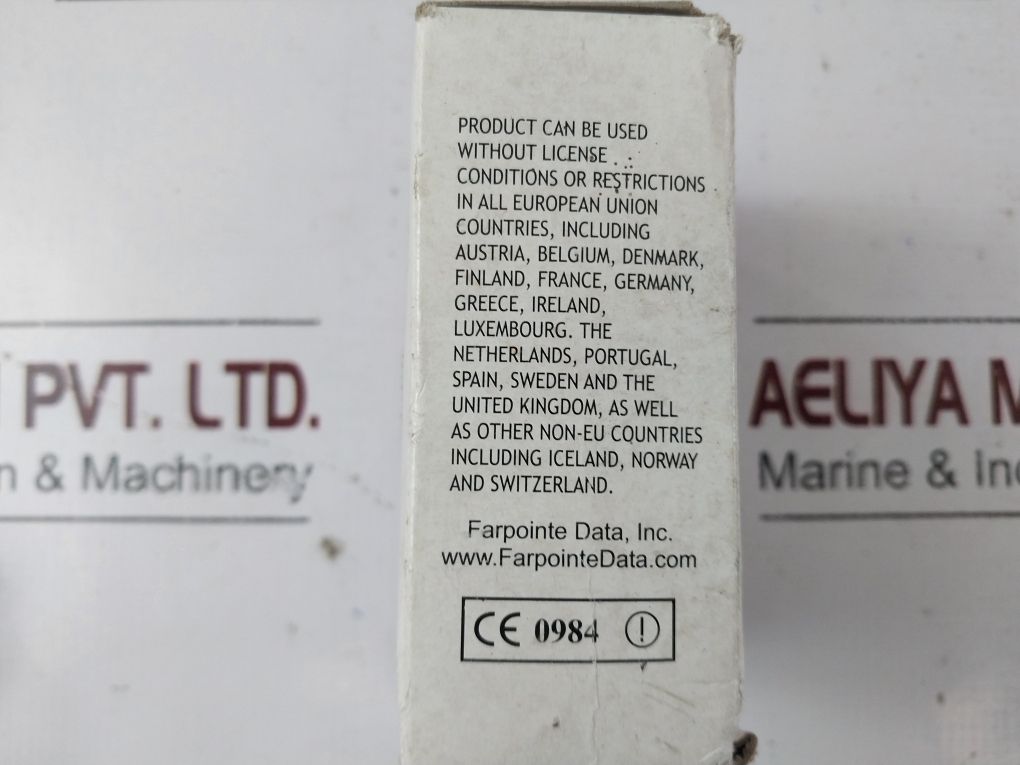 PRODUCT CAN BE USED
WITHOUT LICENSE
CONDITIONS OR RESTRICTIONS
IN ALL EUROPEAN UNION
COUNTRIES, INCLUDING
AUSTRIA, BELGIUM, DENMARK,
FINLAND, FRANCE, GERMANY,
GREECE, IRELAND,
LUXEMBOURG. THE
NETHERLANDS, PORTUGAL,
SPAIN, SWEDEN AND THE
UNITED KINGDOM, AS WELL
AS OTHER NON-EU COUNTRIES
INCLUDING ICELAND, NORWAY
AND SWITZERLAND.
Farpointe Data, Inc.
www.FarpointeData.com
CE 0984 !
PVT. LTD.
& Machinery
AELIYA
Marine &